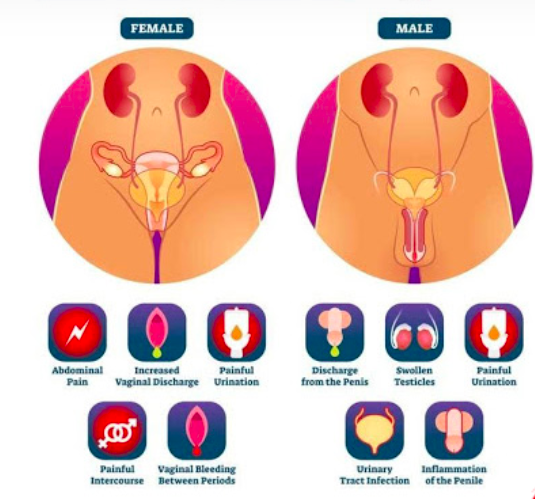 FEMALE
MALE
Abdominal
Pain
Increased
Vaginal Discharge
Painful
Urination
Discharge
from the Penis
Swollen
Testicles
Painful
Urination
Painful
Intercourse
Vaginal Bleeding
Between Periods
Urinary
Tract Infection
Inflammation
of the Penile